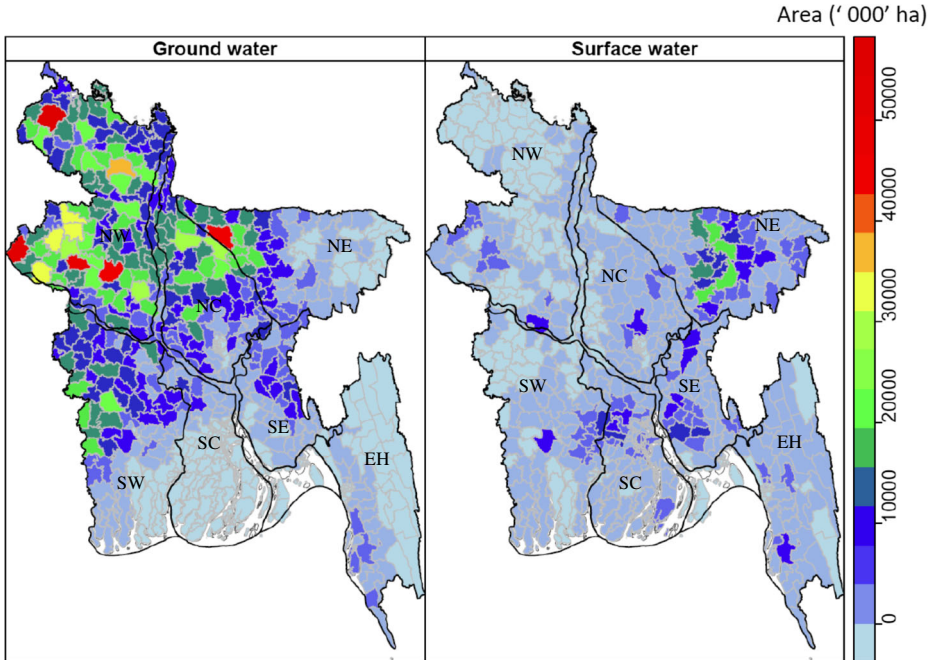 Area (‘ 000’ ha)
Ground water
Surface water
NW
NE
NC
SE
SC
SW
EH
NW
NE
NC
SW
SE
SC
EH
50000
40000
30000
20000
10000
0